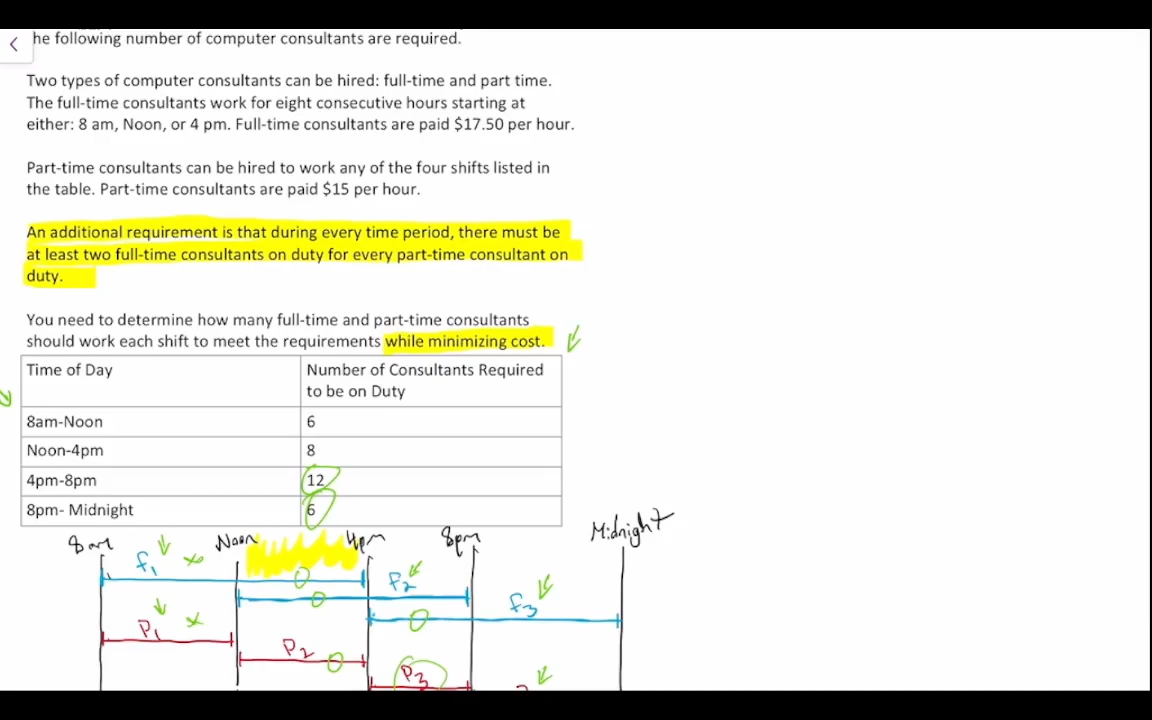 he following number of computer consultants are required.
Two types of computer consultants can be hired: full-time and part time.
The full-time consultants work for eight consecutive hours starting at
either: 8 am, Noon, or 4 pm. Full-time consultants are paid $17.50 per hour.
Part-time consultants can be hired to work any of the four shifts listed in
the table. Part-time consultants are paid $15 per hour.
An additional requirement is that during every time period, there must be
at least two full-time consultants on duty for every part-time consultant on
duty.
You need to determine how many full-time and part-time consultants
should work each shift to meet the requirements while minimizing cost.
Time of Day Number of Consultants Required
to be on Duty
8am-Noon 6
Noon-4pm 8
4pm-8pm 12
8pm- Midnight 6
8am Noon 4pm 8pm Midnight
f1 x
f2
f3
P1 x
P2
P3